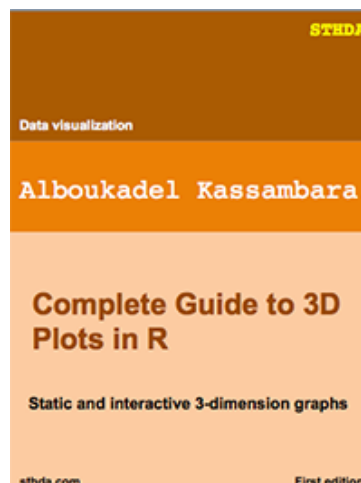 STHDA
Data visualization
Alboukadel Kassambara
Complete Guide to 3D
Plots in R
Static and interactive 3-dimension graphs
sthda.com First edition